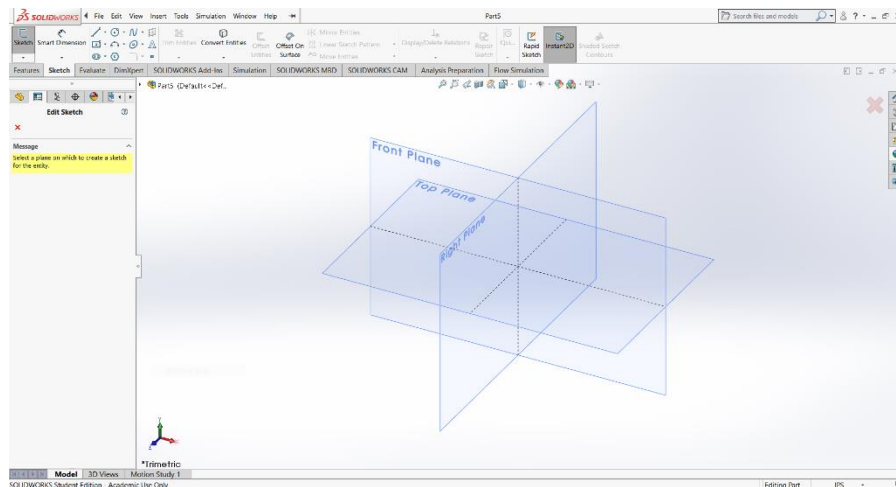 SOLIDWORKS File Edit View Insert Tools Simulation Window Help Part5 Search files and models
Sketch Smart Dimension Trim Entities Convert Entities Offset Entities Offset On Surface Mirror Entities Linear Sketch Pattern Move Entities Display/Delete Relations Repair Sketch Rapid Sketch Instant2D Shaded Sketch Contours
Features Sketch Evaluate DimXpert SOLIDWORKS Add-Ins Simulation SOLIDWORKS MBD SOLIDWORKS CAM Analysis Preparation Flow Simulation
Part5 (Default<<Def...
Edit Sketch
Message
Select a plane on which to create a sketch
for the entity.
Front Plane
Top Plane
Right Plane
*Trimetric
Model 3D Views Motion Study 1
SOLIDWORKS Student Edition - Academic Use Only Editing Part IPS